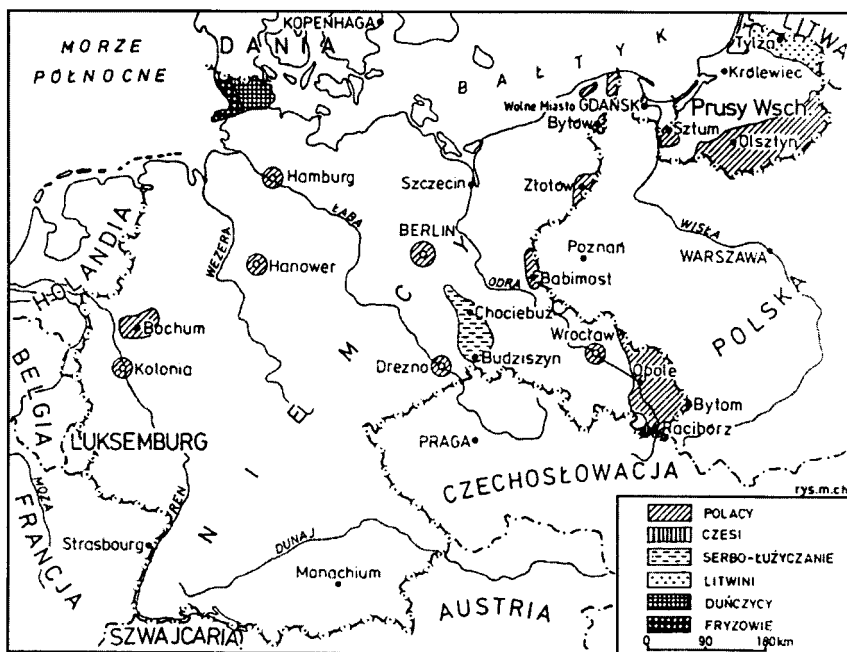 MORZE
PÓŁNOCNE
KOPENHAGA
DANIA
BAŁTYK
LITWA
Tylża
Królewiec
Prusy Wsch.
Wolne Miasto GDAŃSK
Bytów
Sztum
Olsztyn
Hamburg
Szczecin
Złotów
ŁABA
WEZERA
HOLANDIA
Hanower
BERLIN
ODRA
Poznań
Babimost
WISŁA
WARSZAWA
POLSKA
Bochum
Kolonia
Chociebuż
Wrocław
Drezno
Budziszyn
Opole
Bytom
Racibórz
BELGIA
LUKSEMBURG
NIEMCY
PRAGA
CZECHOSŁOWACJA
rys.m.ch
MOZA
FRANCJA
REN
Strasbourg
DUNAJ
Monachium
AUSTRIA
SZWAJCARIA
POLACY
CZESI
SERBO-ŁUŻYCZANIE
LITWINI
DUŃCZYCY
FRYZOWIE
0 90 180 km